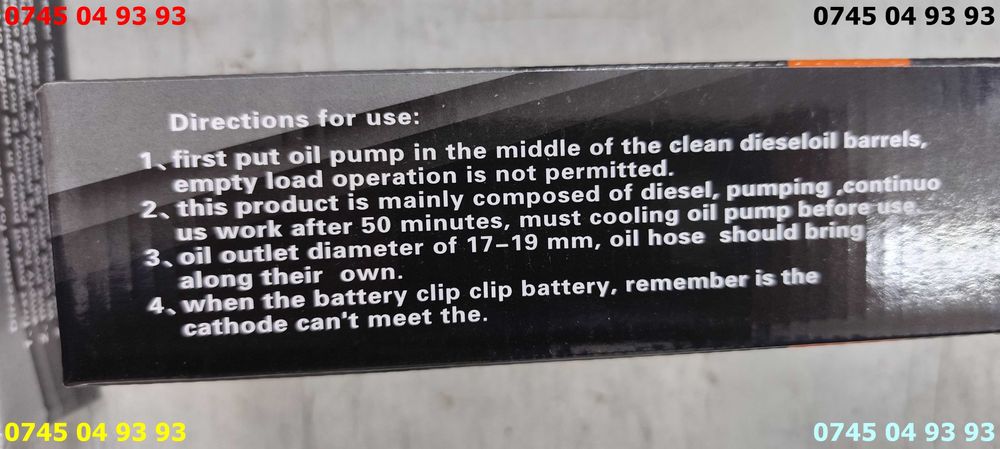 0745 04 93 93
0745 04 93 93
Directions for use:
1、first put oil pump in the middle of the clean dieseloil barrels,
empty load operation is not permitted.
2、this product is mainly composed of diesel, pumping ,continuo
us work after 50 minutes, must cooling oil pump before use
3、oil outlet diameter of 17-19 mm, oil hose should bring
along their own.
4、when the battery clip clip battery, remember is the
cathode can't meet the.
0745 04 93 93
0745 04 93 93